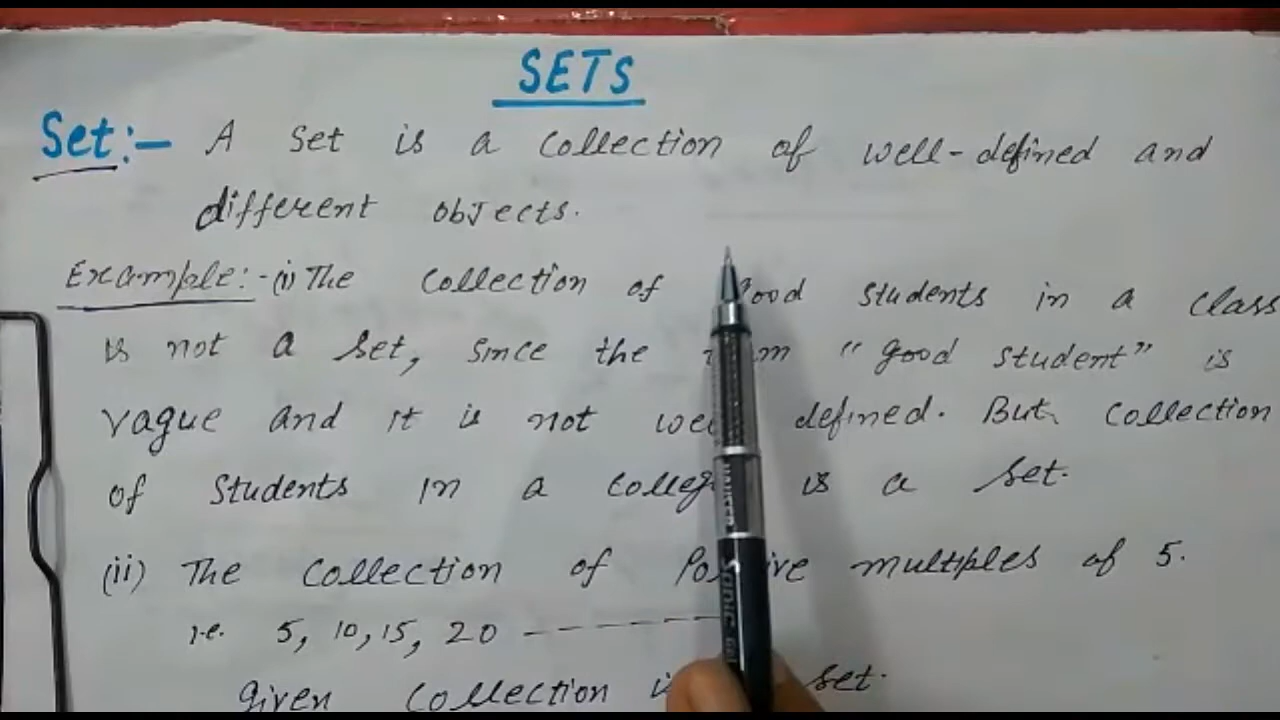 SETS
Set:- A set is a collection of well-defined and
different objects.
Example:- (i) The collection of good students in a class
is not a set, since the "good student" is
vague and it is not defined. But, collection
of students in a college is a set.
(ii) The collection of Positive multiples of 5.
i.e. 5, 10, 15, 20 -------
given collection set.